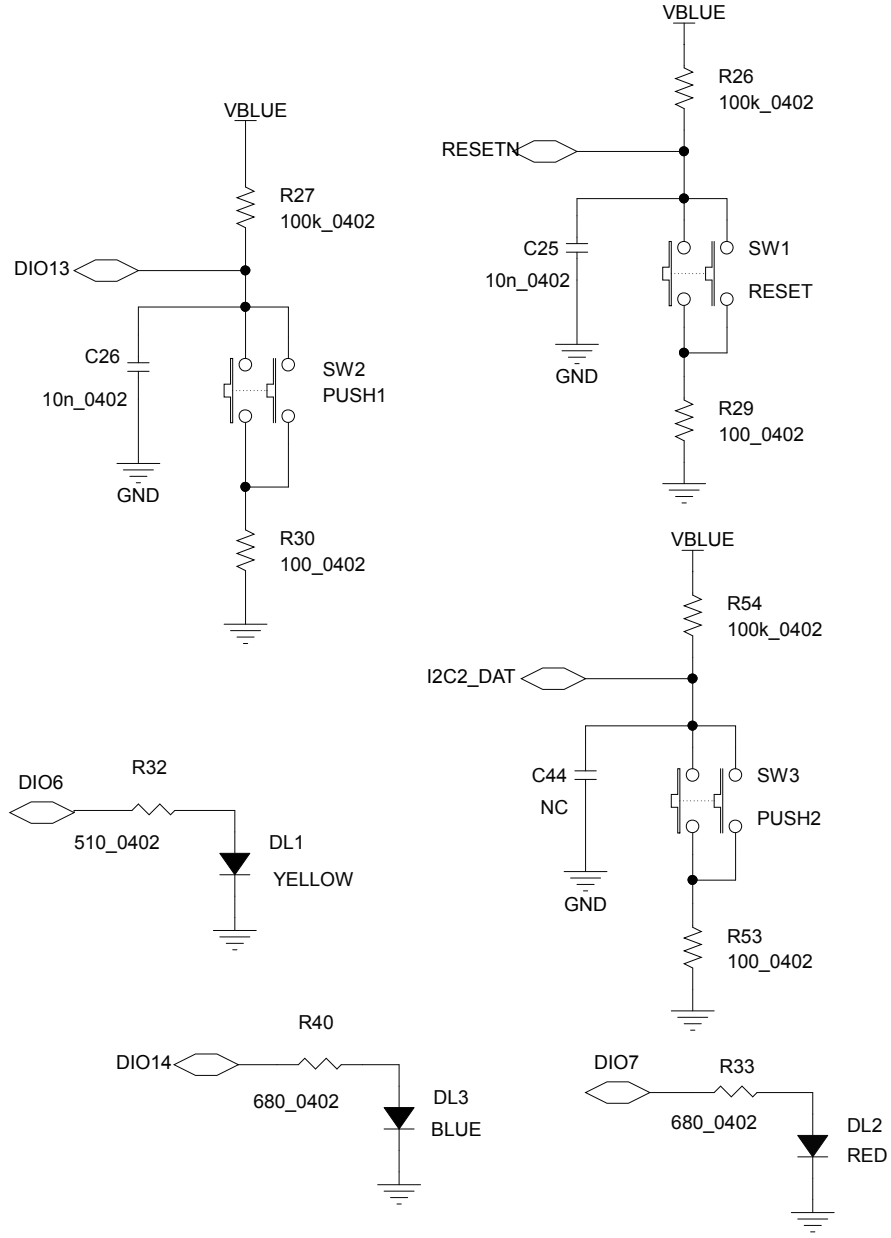 VBLUE
R26
100k_0402
RESETN
C25
10n_0402
SW1
RESET
GND
R29
100_0402
VBLUE
R27
100k_0402
DIO13
C26
10n_0402
SW2
PUSH1
GND
R30
100_0402
VBLUE
R54
100k_0402
I2C2_DAT
C44
NC
SW3
PUSH2
GND
R53
100_0402
DIO6
R32
510_0402
DL1
YELLOW
DIO14
R40
680_0402
DL3
BLUE
DIO7
R33
680_0402
DL2
RED